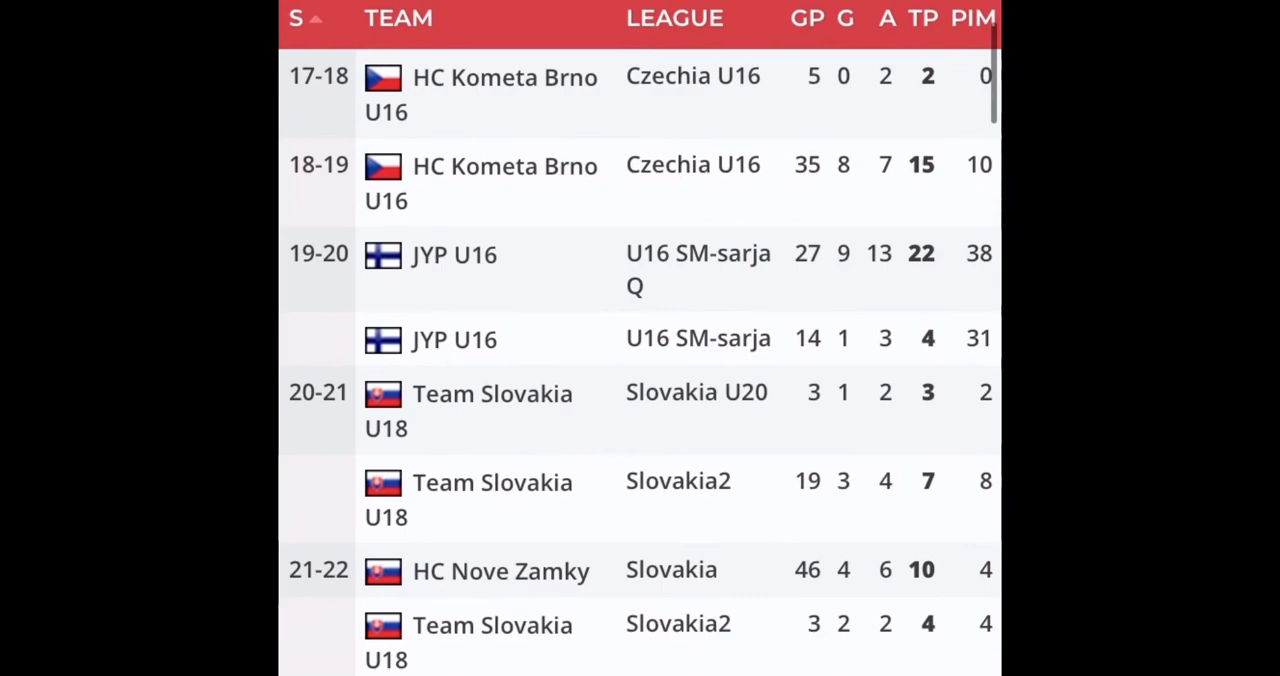 S TEAM LEAGUE GP G A TP PIM
17-18 HC Kometa Brno Czechia U16 5 0 2 2 0
U16
18-19 HC Kometa Brno Czechia U16 35 8 7 15 10
U16
19-20 JYP U16 U16 SM-sarja 27 9 13 22 38
Q
JYP U16 U16 SM-sarja 14 1 3 4 31
20-21 Team Slovakia Slovakia U20 3 1 2 3 2
U18
Team Slovakia Slovakia2 19 3 4 7 8
U18
21-22 HC Nove Zamky Slovakia 46 4 6 10 4
Team Slovakia Slovakia2 3 2 2 4 4
U18